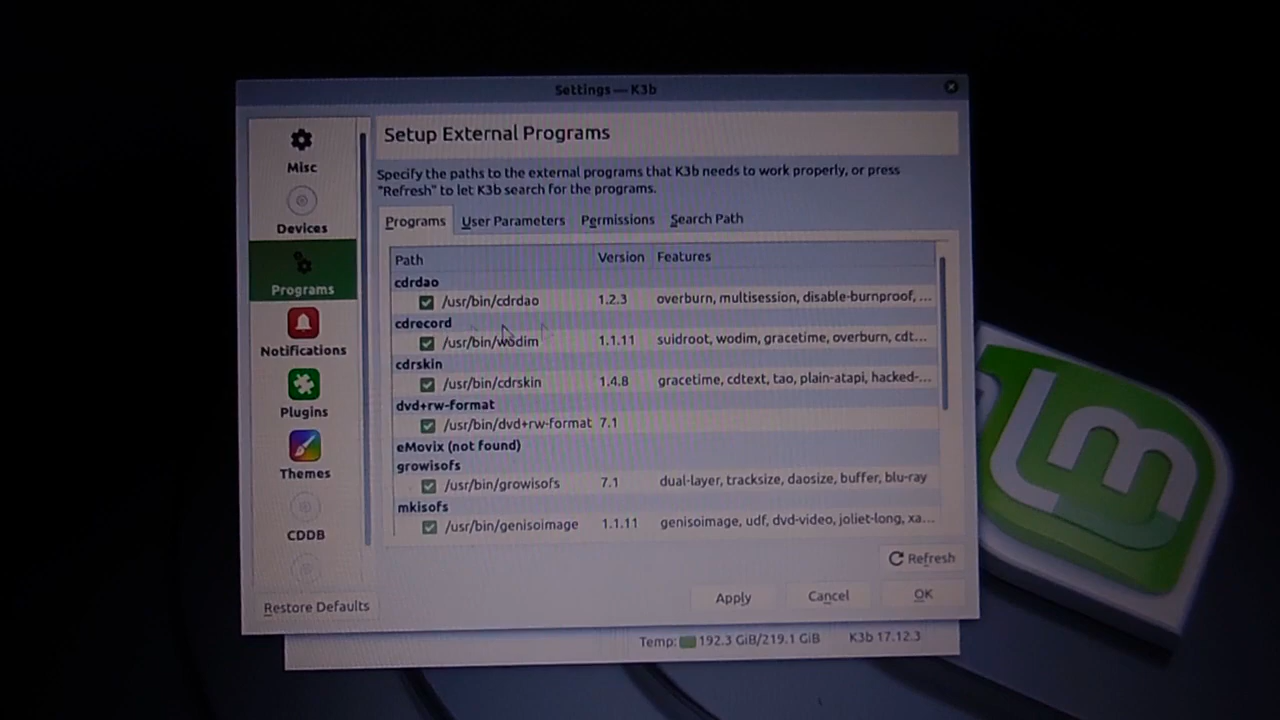 Settings — K3b
Misc
Devices
Programs
Notifications
Plugins
Themes
CDDB
Restore Defaults
Setup External Programs
Specify the paths to the external programs that K3b needs to work properly, or press
"Refresh" to let K3b search for the programs.
Programs User Parameters Permissions Search Path
Path Version Features
cdrdao
/usr/bin/cdrdao 1.2.3 overburn, multisession, disable-burnproof, ...
cdrecord
/usr/bin/wodim 1.1.11 suidroot, wodim, gracetime, overburn, cdt...
cdrskin
/usr/bin/cdrskin 1.4.8 gracetime, cdtext, tao, plain-atapi, hacked-...
dvd+rw-format
/usr/bin/dvd+rw-format 7.1
eMovix (not found)
growisofs
/usr/bin/growisofs 7.1 dual-layer, tracksize, daosize, buffer, blu-ray
mkisofs
/usr/bin/genisoimage 1.1.11 genisoimage, udf, dvd-video, joliet-long, xa...
Refresh
Apply Cancel OK
Temp: 192.3 GiB/219.1 GiB K3b 17.12.3